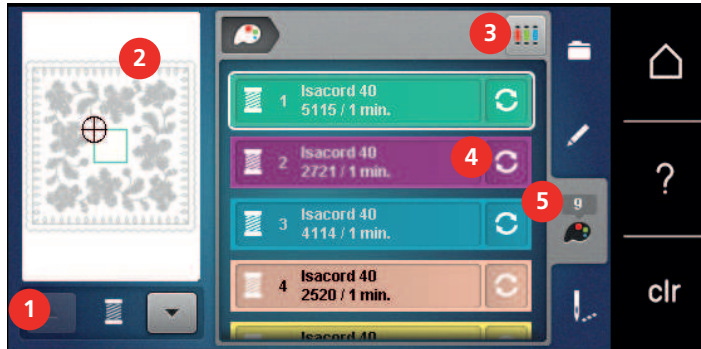 2
3
1 Isacord 40
5115 / 1 min.
2 Isacord 40
2721 / 1 min.
4
3 Isacord 40
4114 / 1 min.
5
9
4 Isacord 40
2520 / 1 min.
Isacord 40
1
?
clr